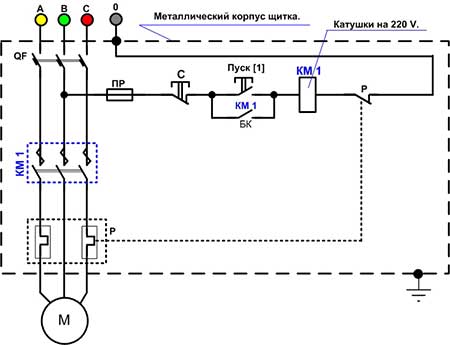 Металлический корпус щитка.
Катушки на 220 V.
A B C 0
QF
ПР
С
Пуск [1]
КМ 1
КМ 1
Р
БК
КМ 1
Р
М